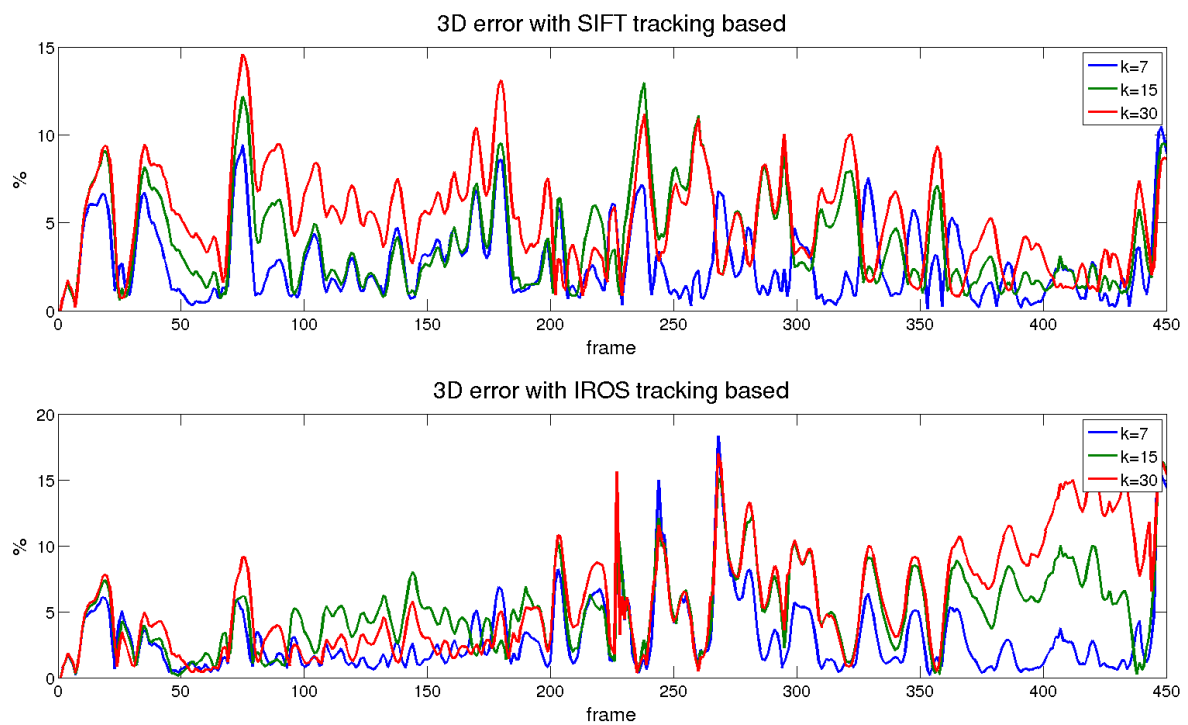 3D error with SIFT tracking based
15
10
5
0
%
k=7
k=15
k=30
0 50 100 150 200 250 300 350 400 450
frame
3D error with IROS tracking based
20
15
10
5
0
%
k=7
k=15
k=30
0 50 100 150 200 250 300 350 400 450
frame